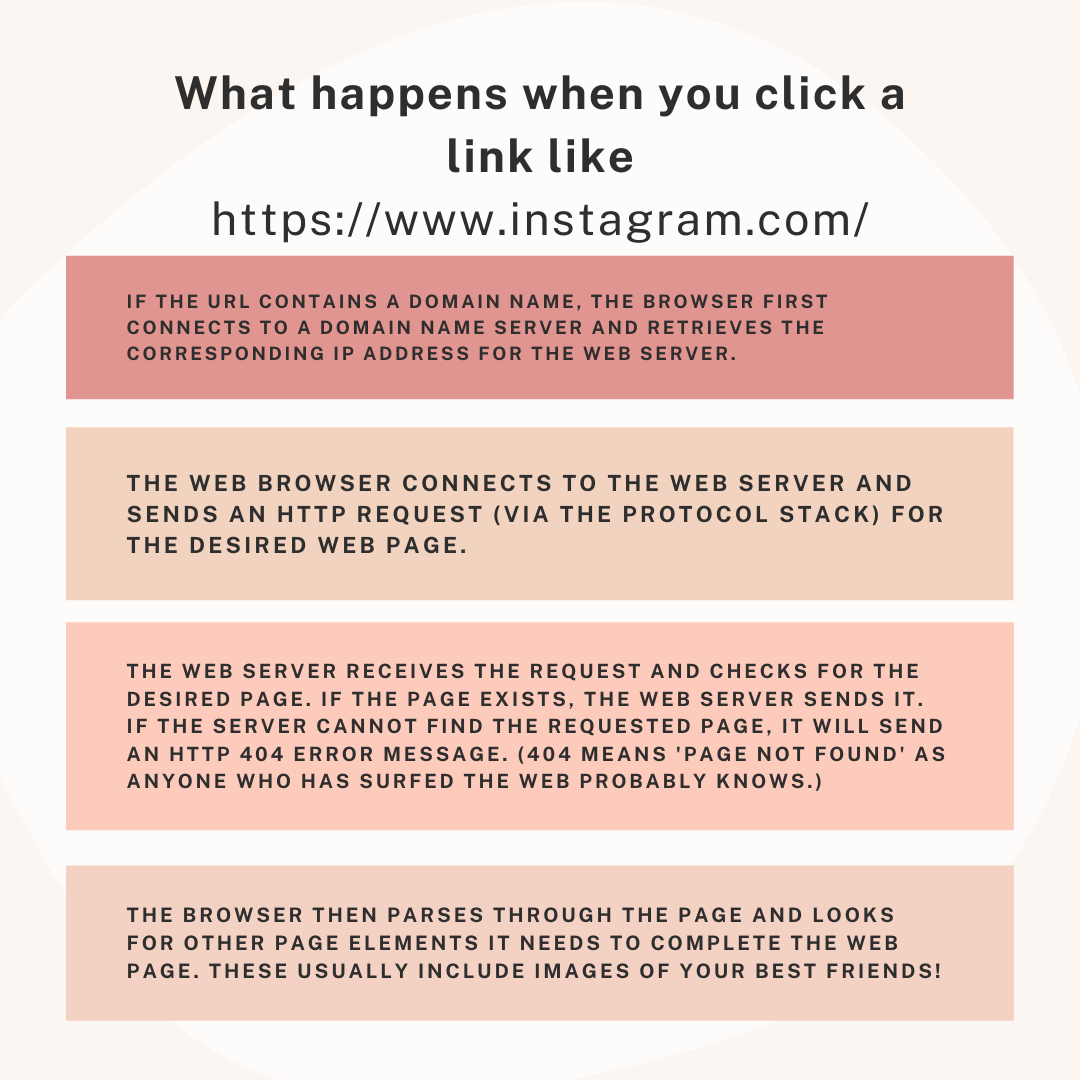 What happens when you click a
link like
https://www.instagram.com/
IF THE URL CONTAINS A DOMAIN NAME, THE BROWSER FIRST
CONNECTS TO A DOMAIN NAME SERVER AND RETRIEVES THE
CORRESPONDING IP ADDRESS FOR THE WEB SERVER.
THE WEB BROWSER CONNECTS TO THE WEB SERVER AND
SENDS AN HTTP REQUEST (VIA THE PROTOCOL STACK) FOR
THE DESIRED WEB PAGE.
THE WEB SERVER RECEIVES THE REQUEST AND CHECKS FOR THE
DESIRED PAGE. IF THE PAGE EXISTS, THE WEB SERVER SENDS IT.
IF THE SERVER CANNOT FIND THE REQUESTED PAGE, IT WILL SEND
AN HTTP 404 ERROR MESSAGE. (404 MEANS 'PAGE NOT FOUND' AS
ANYONE WHO HAS SURFED THE WEB PROBABLY KNOWS.)
THE BROWSER THEN PARSES THROUGH THE PAGE AND LOOKS
FOR OTHER PAGE ELEMENTS IT NEEDS TO COMPLETE THE WEB
PAGE. THESE USUALLY INCLUDE IMAGES OF YOUR BEST FRIENDS!